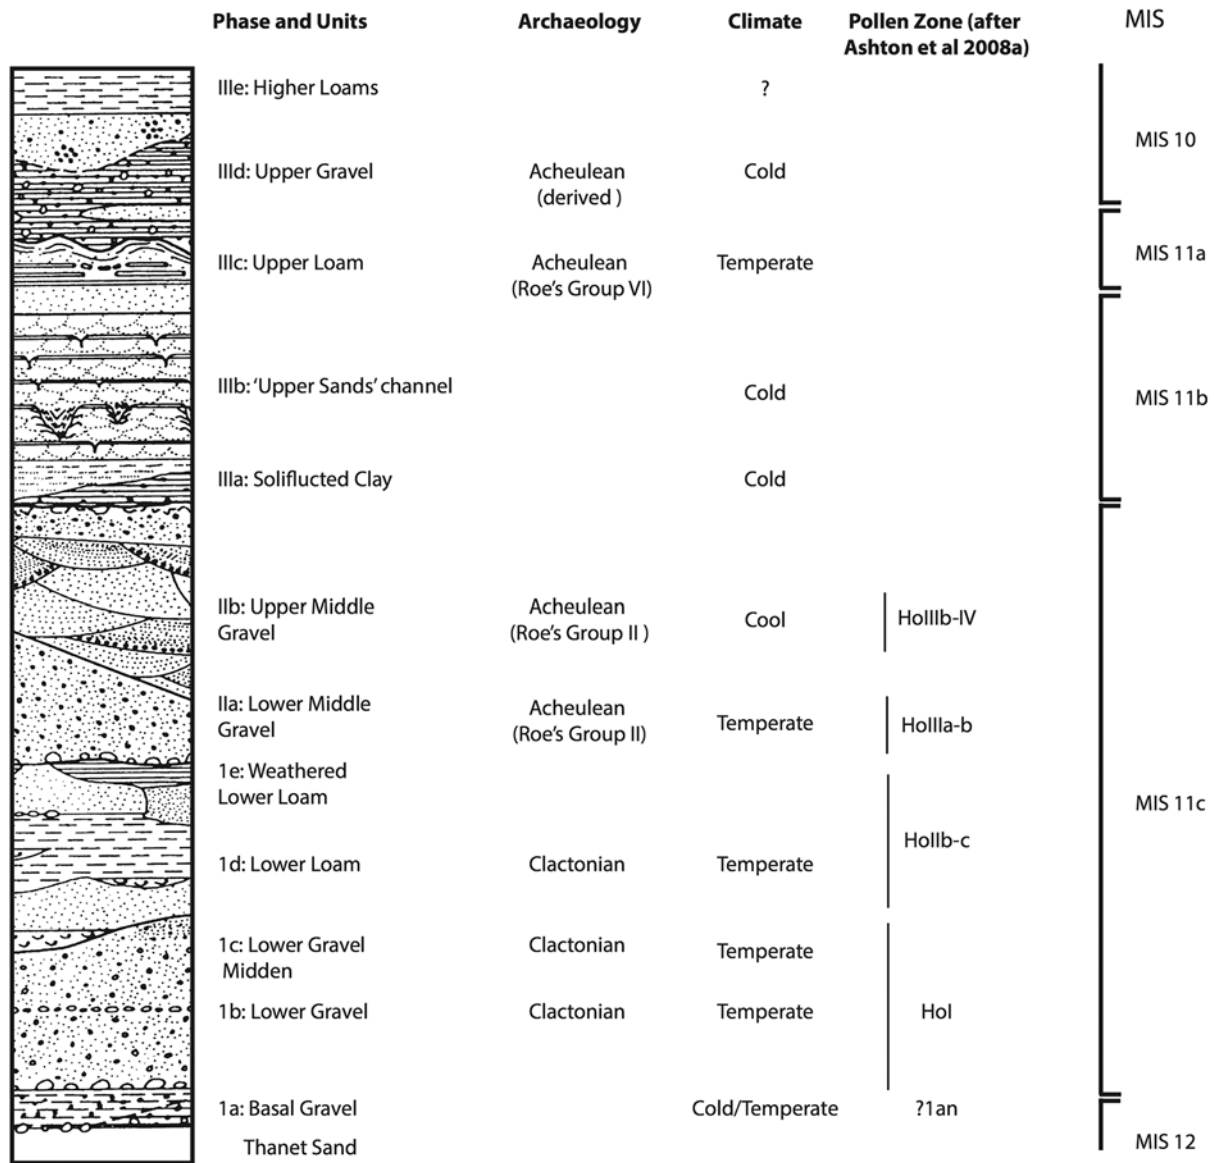 Phase and Units
Archaeology
Climate
Pollen Zone (after
Ashton et al 2008a)
MIS
IIIe: Higher Loams
?
MIS 10
IIId: Upper Gravel
Acheulean
(derived )
Cold
IIIc: Upper Loam
Acheulean
(Roe's Group VI)
Temperate
MIS 11a
IIIb: 'Upper Sands' channel
Cold
MIS 11b
IIIa: Soliflucted Clay
Cold
IIb: Upper Middle
Gravel
Acheulean
(Roe's Group II )
Cool
HoIIIb-IV
IIa: Lower Middle
Gravel
Acheulean
(Roe's Group II)
Temperate
HoIIIa-b
1e: Weathered
Lower Loam
MIS 11c
HoIIb-c
1d: Lower Loam
Clactonian
Temperate
1c: Lower Gravel
Midden
Clactonian
Temperate
1b: Lower Gravel
Clactonian
Temperate
HoI
1a: Basal Gravel
Cold/Temperate
?1an
Thanet Sand
MIS 12